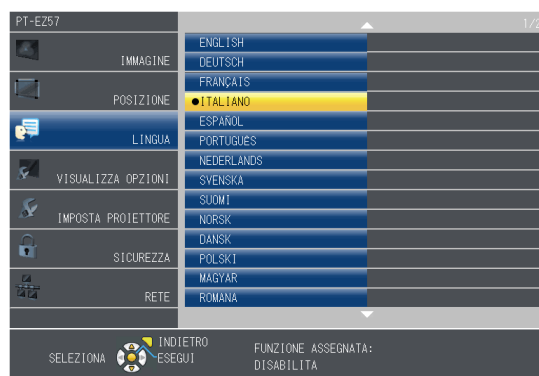 PT-EZ57
1/2
IMMAGINE
POSIZIONE
LINGUA
VISUALIZZA OPZIONI
IMPOSTA PROIETTORE
SICUREZZA
RETE
ENGLISH
DEUTSCH
FRANÇAIS
●ITALIANO
ESPAÑOL
PORTUGUÊS
NEDERLANDS
SVENSKA
SUOMI
NORSK
DANSK
POLSKI
MAGYAR
ROMÂNA
SELEZIONA
INDIETRO
ESEGUI
FUNZIONE ASSEGNATA:
DISABILITA